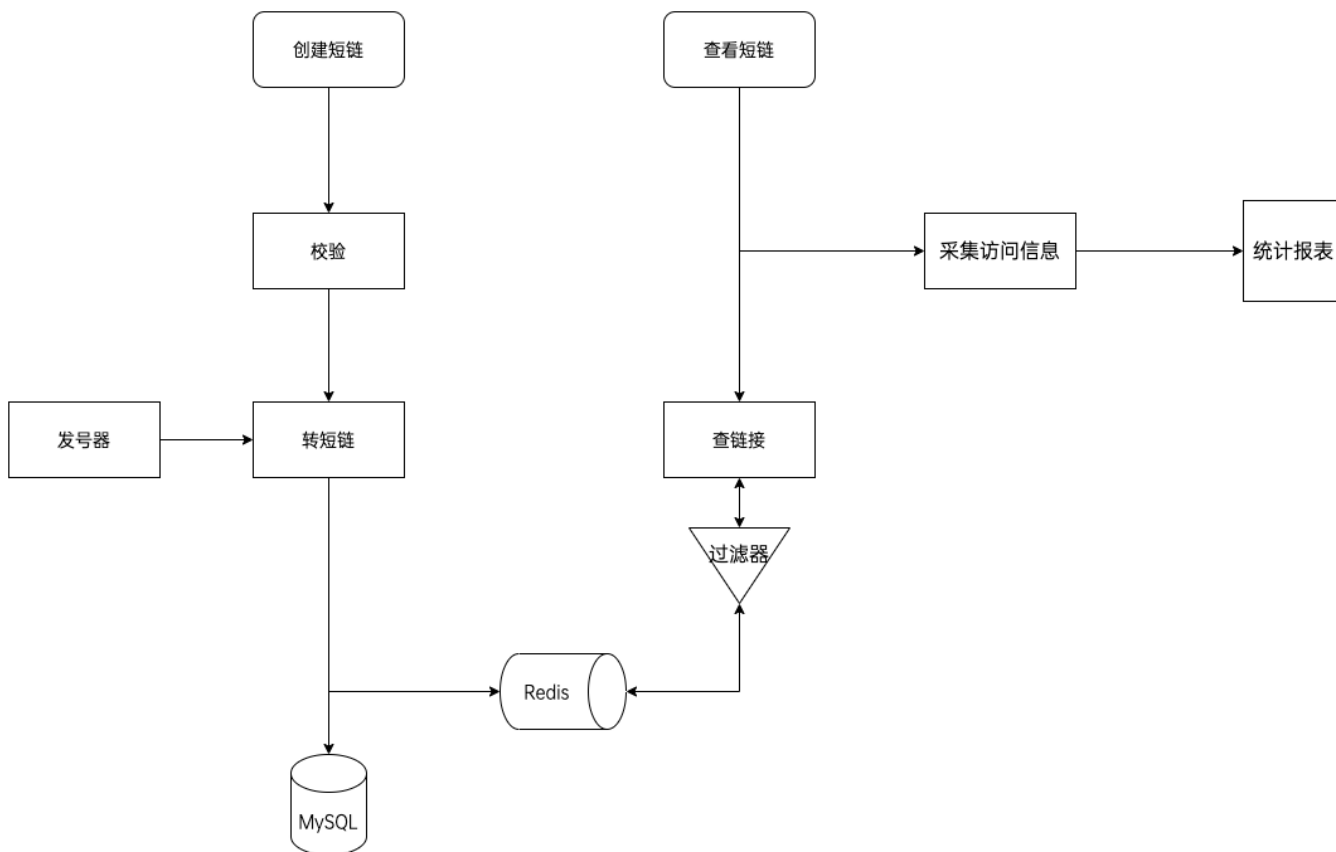 创建短链
查看短链
校验
采集访问信息
统计报表
发号器
转短链
查链接
过滤器
Redis
MySQL